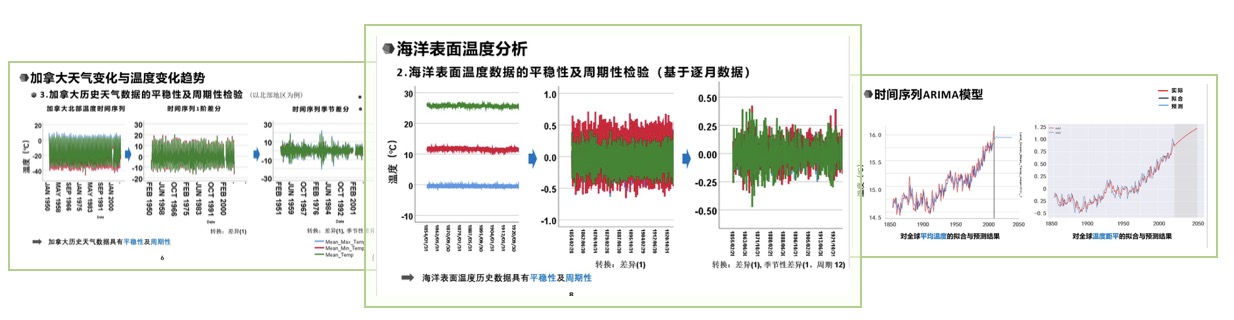 加拿大天气变化与温度变化趋势
3.加拿大历史天气数据的平稳性及周期性检验 (以北部地区为例)
加拿大北部温度时间序列
时间序列1阶差分
时间序列季节差分
温度 (℃)
20
0
-20
-40
JAN 1950
MAY 1958
SEP 1966
JAN 1975
MAY 1983
SEP 1991
JAN 2000
Date
30
20
10
0
-10
-20
FEB 1950
JUN 1958
OCT 1966
FEB 1975
JUN 1983
OCT 1991
FEB 2000
Date
转换：差异(1)
30
0
-10
-30
FEB 1951
JUN 1959
OCT 1967
FEB 1976
JUN 1984
OCT 1992
FEB 2001
Date
转换：差异(1), 季节性差
Mean_Max_Temp
Mean_Min_Temp
Mean_Temp
加拿大历史天气数据具有平稳性及周期性
6
海洋表面温度分析
2.海洋表面温度数据的平稳性及周期性检验（基于逐月数据）
温度 (℃)
30
20
10
0
-10
1.0
0.5
0.0
-0.5
-1.0
转换：差异(1)
0.50
0.25
0.00
-0.25
-0.50
转换：差异(1), 季节性差异(1、周期 12)
海洋表面温度历史数据具有平稳性及周期性
8
时间序列ARIMA模型
实际
拟合
预测
16.0
15.5
15.0
14.5
1850
1900
1950
2000
2050
对全球平均温度的拟合与预测结果
1.25
1.00
0.75
0.50
0.25
0.00
-0.25
-0.5
1850
1900
1950
2000
2050
对全球温度距平的拟合与预测结果